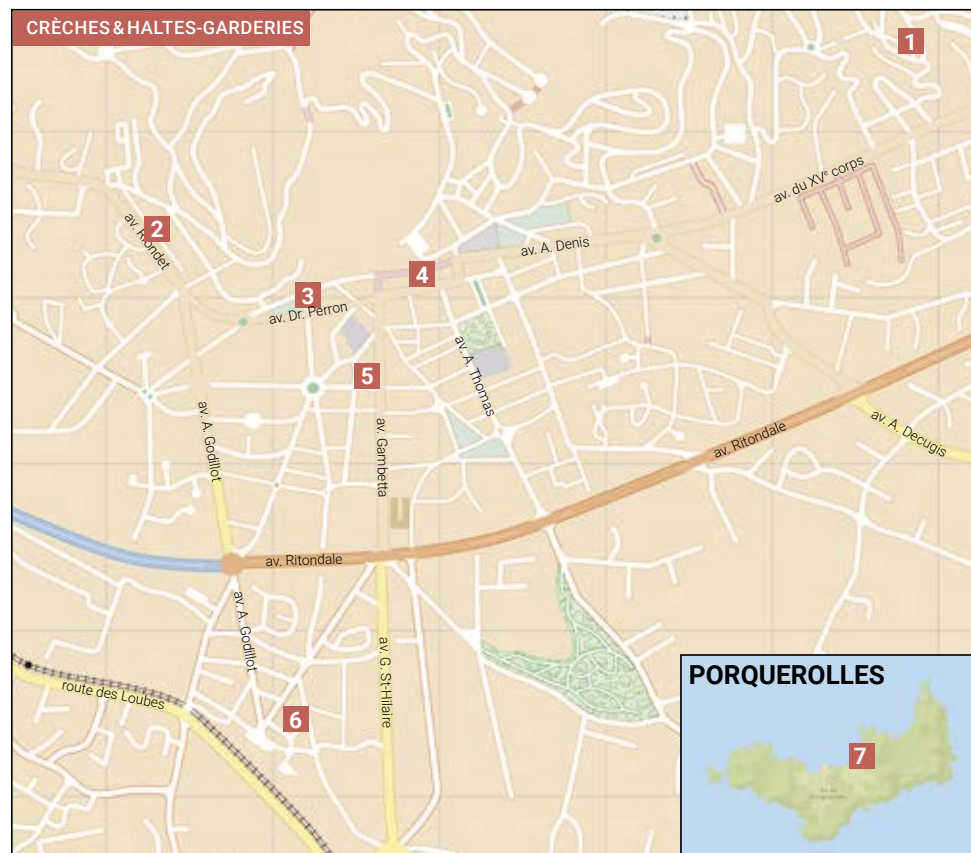 CRÈCHES & HALTES-GARDERIES
1
av. du XVe corps
2
av. Riondet
av. A. Denis
4
3
av. Dr. Perron
av. A. Thomas
5
av. A. Godillot
av. Gambetta
av. Ritondale
av. A. Decugis
av. Ritondale
av. A. Godillot
av. G. St-Hilaire
route des Loubes
6
PORQUEROLLES
7